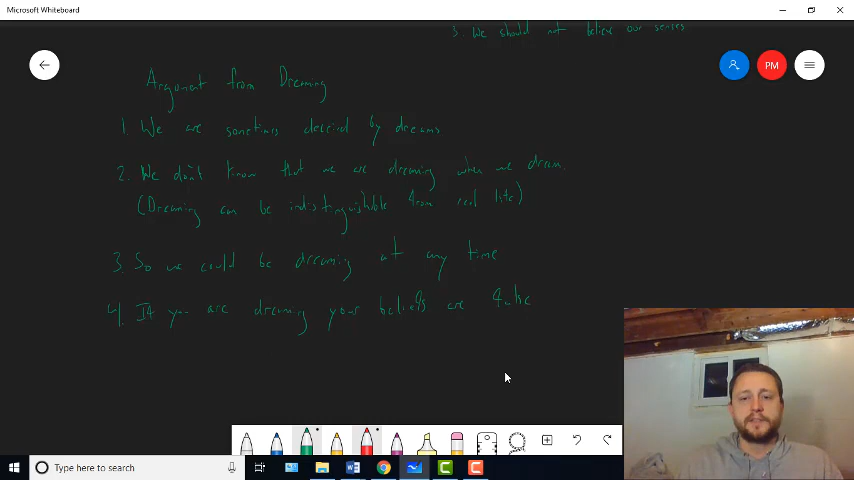 Microsoft Whiteboard
3. We should not believe our senses
PM
Argument from Dreaming
1. We are sometimes deceived by dreams
2. We don't know that we are dreaming when we dream.
(Dreaming can be indistinguishable from real life)
3. So we could be dreaming at any time
4. If you are dreaming your beliefs are false
Type here to search